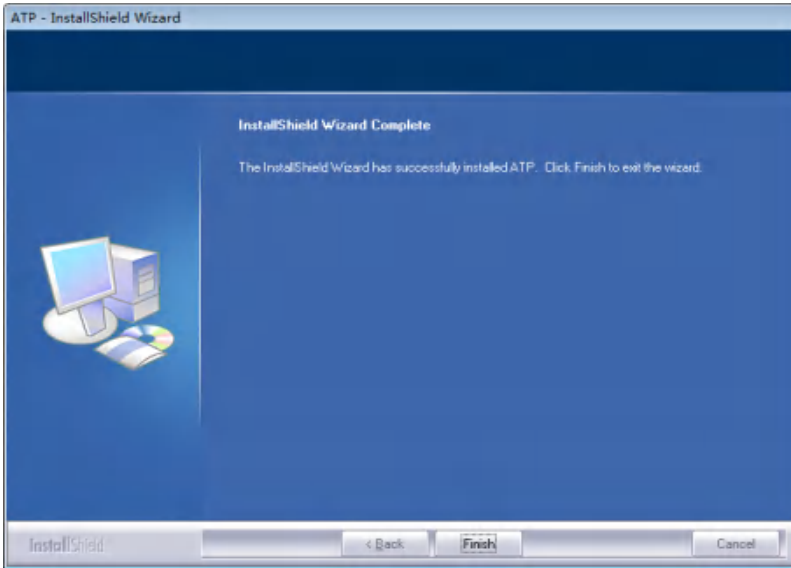 ATP - InstallShield Wizard
InstallShield Wizard Complete
The InstallShield Wizard has successfully installed ATP. Click Finish to exit the wizard.
InstallShield
< Back Finish Cancel